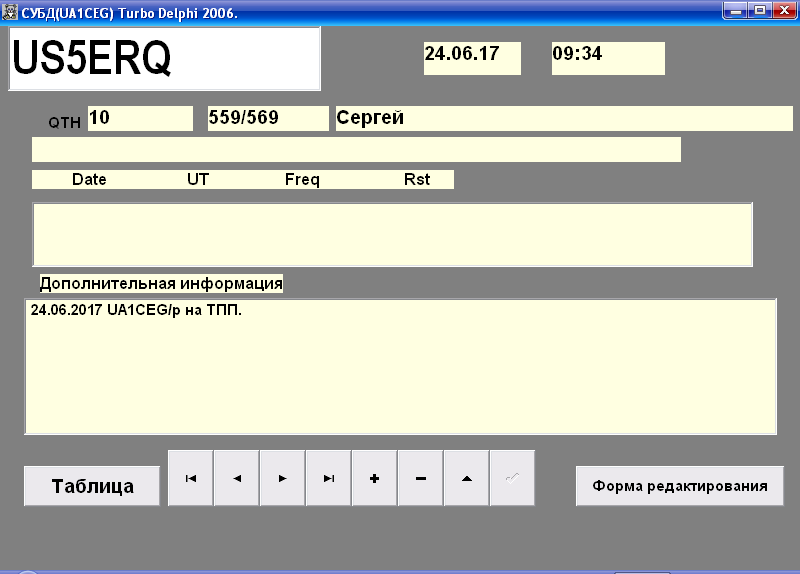 СУБД(UA1CEG) Turbo Delphi 2006.
US5ERQ
24.06.17 09:34
QTH 10 559/569 Сергей
Date UT Freq Rst
Дополнительная информация
24.06.2017 UA1CEG/p на ТПП.
Таблица
Форма редактирования